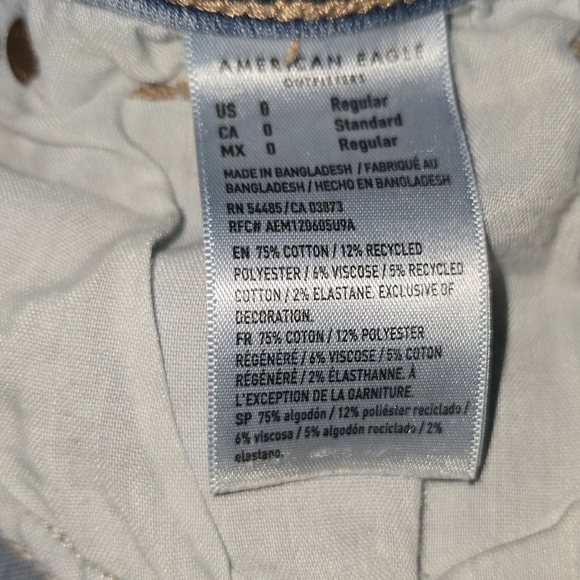 AMERICAN EAGLE
OUTFITTERS
US 0 Regular
CA 0 Standard
MX 0 Regular
MADE IN BANGLADESH / FABRIQUÉ AU
BANGLADESH / HECHO EN BANGLADESH
RN 54485/CA 03873
RFC# AEM120605U9A
EN 75% COTTON / 12% RECYCLED
POLYESTER / 6% VISCOSE / 5% RECYCLED
COTTON / 2% ELASTANE. EXCLUSIVE OF
DECORATION.
FR 75% COTON / 12% POLYESTER
RÉGÉNÉRÉ / 6% VISCOSE / 5% COTON
RÉGÉNÉRÉ / 2% ÉLASTHANNE. À
L'EXCEPTION DE LA GARNITURE.
SP 75% algodón / 12% poliésier reciclado /
6% viscosa / 5% algodón reciclado / 2%
elastano.